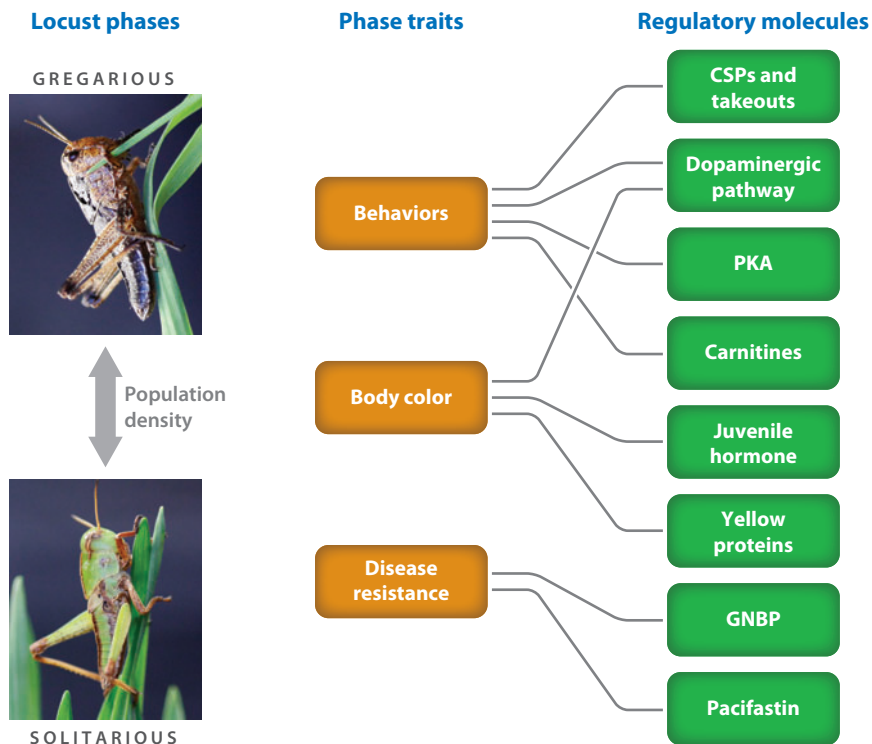 Locust phases
Phase traits
Regulatory molecules
GREGARIOUS
Population
density
SOLITARIOUS
Behaviors
Body color
Disease
resistance
CSPs and
takeouts
Dopaminergic
pathway
PKA
Carnitines
Juvenile
hormone
Yellow
proteins
GNBP
Pacifastin